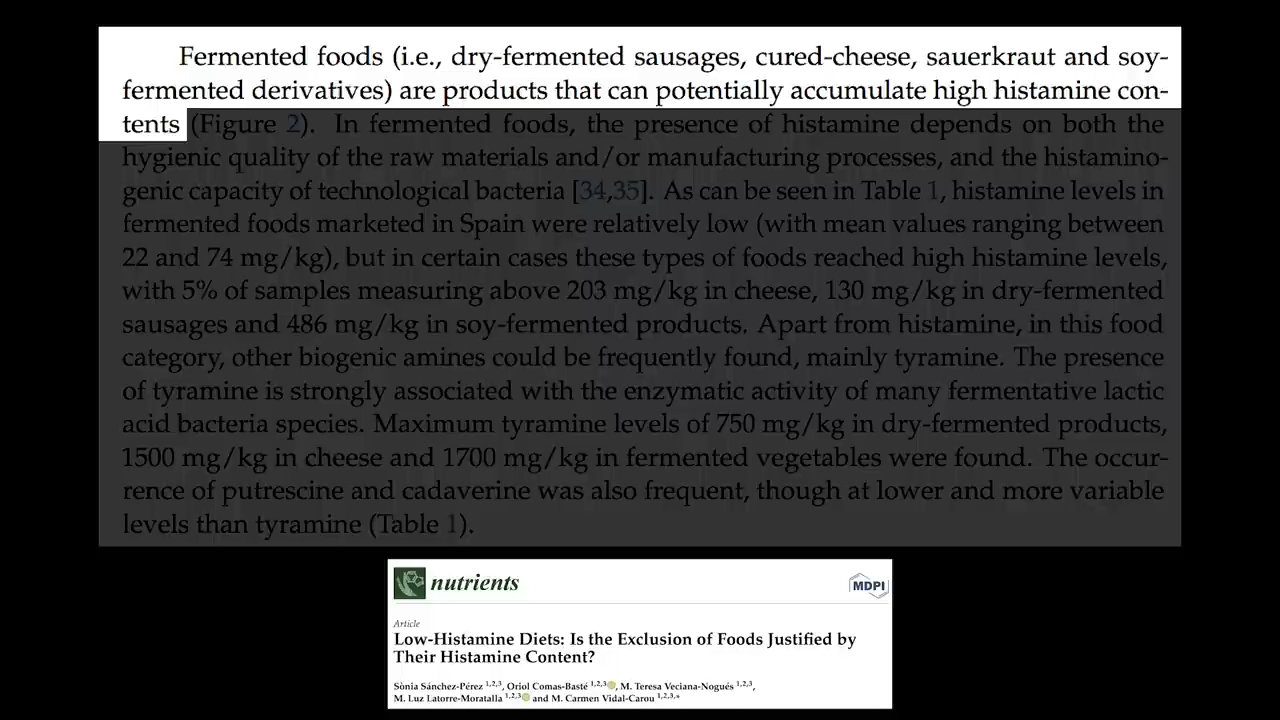 Fermented foods (i.e., dry-fermented sausages, cured-cheese, sauerkraut and soy-
fermented derivatives) are products that can potentially accumulate high histamine con-
tents (Figure 2). In fermented foods, the presence of histamine depends on both the
hygienic quality of the raw materials and/or manufacturing processes, and the histamino-
genic capacity of technological bacteria [34,35]. As can be seen in Table 1, histamine levels in
fermented foods marketed in Spain were relatively low (with mean values ranging between
22 and 74 mg/kg), but in certain cases these types of foods reached high histamine levels,
with 5% of samples measuring above 203 mg/kg in cheese, 130 mg/kg in dry-fermented
sausages and 486 mg/kg in soy-fermented products. Apart from histamine, in this food
category, other biogenic amines could be frequently found, mainly tyramine. The presence
of tyramine is strongly associated with the enzymatic activity of many fermentative lactic
acid bacteria species. Maximum tyramine levels of 750 mg/kg in dry-fermented products,
1500 mg/kg in cheese and 1700 mg/kg in fermented vegetables were found. The occur-
rence of putrescine and cadaverine was also frequent, though at lower and more variable
levels than tyramine (Table 1).
nutrients
MDPI
Article
Low-Histamine Diets: Is the Exclusion of Foods Justified by
Their Histamine Content?
Sònia Sánchez-Pérez 1,2,3, Oriol Comas-Basté 1,2,3, M. Teresa Veciana-Nogués 1,2,3,
M. Luz Latorre-Moratalla 1,2,3 and M. Carmen Vidal-Carou 1,2,3,*